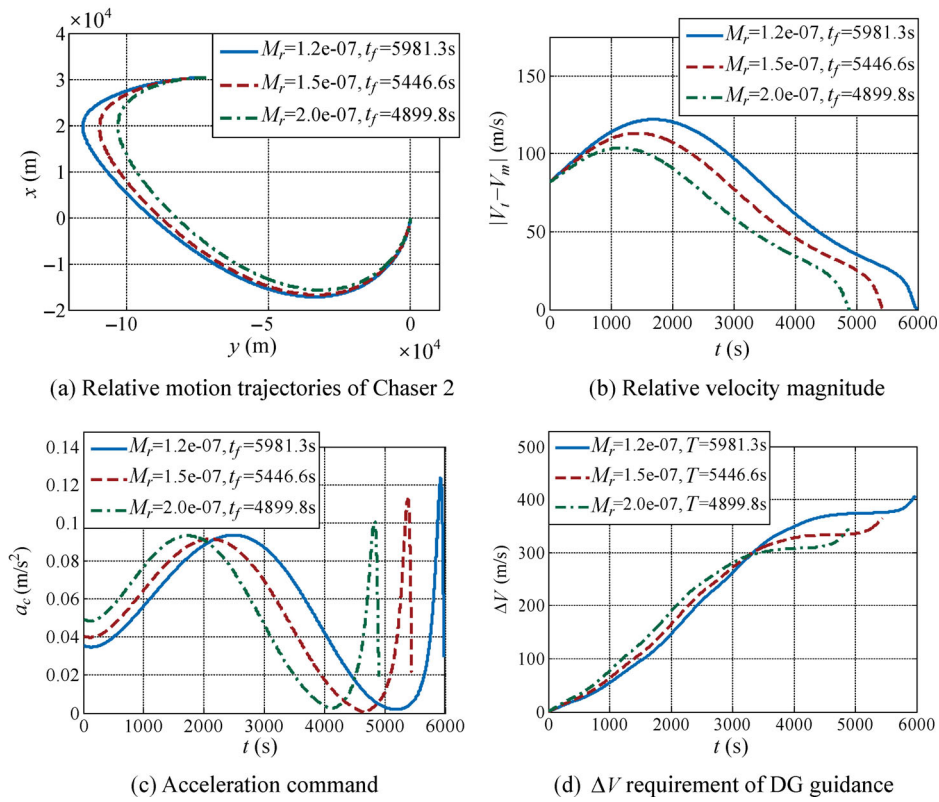 ×10⁴
4
3
2
1
0
−1
−2
x (m)
M_r=1.2e-07, t_f=5981.3s
M_r=1.5e-07, t_f=5446.6s
M_r=2.0e-07, t_f=4899.8s
−10
−5
0
y (m)
×10⁴
(a) Relative motion trajectories of Chaser 2
M_r=1.2e-07, t_f=5981.3s
M_r=1.5e-07, t_f=5446.6s
M_r=2.0e-07, t_f=4899.8s
150
100
50
0
|V_t−V_m| (m/s)
0 1000 2000 3000 4000 5000 6000
t (s)
(b) Relative velocity magnitude
0.14
0.12
0.1
0.08
0.06
0.04
0.02
0
a_c (m/s²)
M_r=1.2e-07, t_f=5981.3s
M_r=1.5e-07, t_f=5446.6s
M_r=2.0e-07, t_f=4899.8s
0 1000 2000 3000 4000 5000 6000
t (s)
(c) Acceleration command
500
400
300
200
100
0
ΔV (m/s)
M_r=1.2e-07, T=5981.3s
M_r=1.5e-07, T=5446.6s
M_r=2.0e-07, T=4899.8s
0 1000 2000 3000 4000 5000 6000
t (s)
(d) ΔV requirement of DG guidance